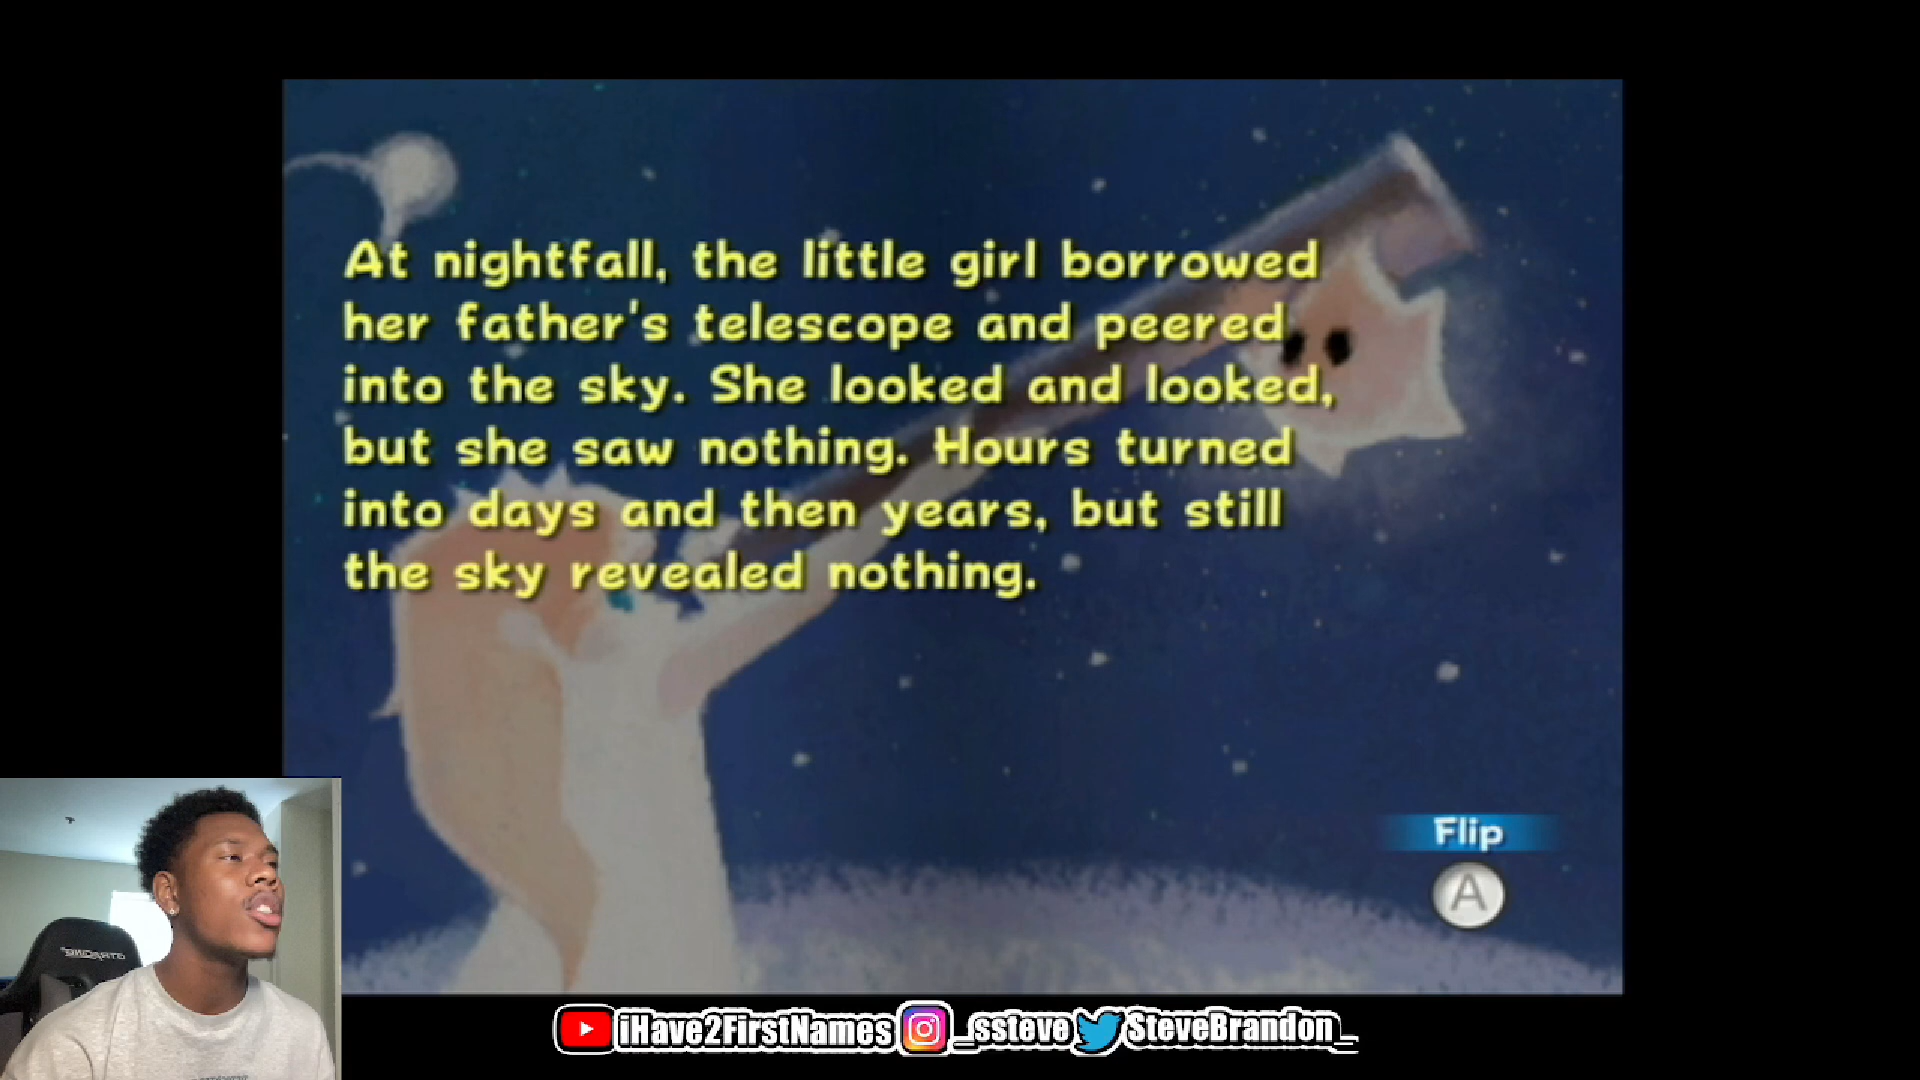 At nightfall, the little girl borrowed
her father's telescope and peered
into the sky. She looked and looked,
but she saw nothing. Hours turned
into days and then years, but still
the sky revealed nothing.
Flip
A
iHave2FirstNames _ssteve SteveBrandon_